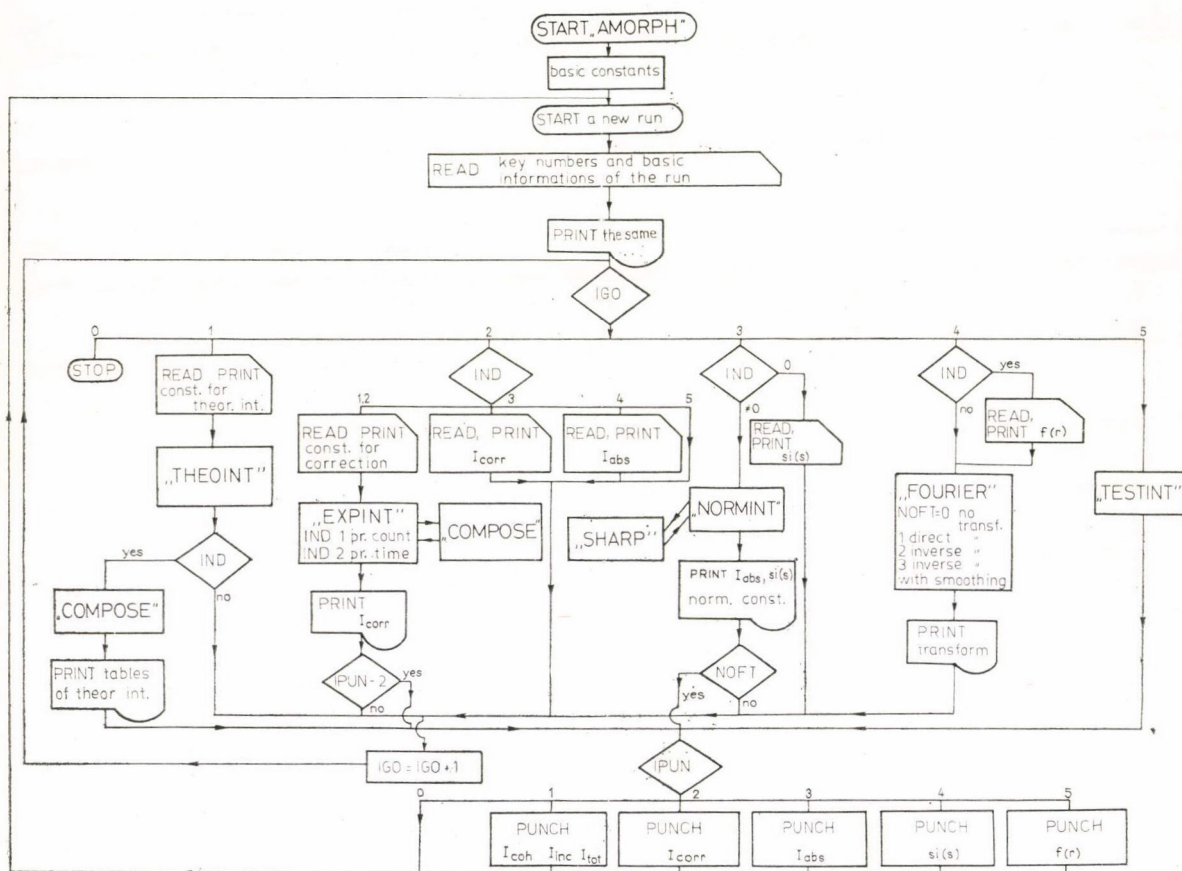 START „AMORPH"
basic constants
START a new run
READ key numbers and basic
informations of the run
PRINT the same
IGO
0 1 2 3 4 5
STOP
READ PRINT
const. for
theor. int.
„THEOINT"
IND
yes
no
„COMPOSE"
PRINT tables
of theor int.
IND
1,2 3 4 5
READ PRINT
const. for
correction
READ, PRINT
Icorr
READ, PRINT
Iabs
„EXPINT"
IND 1 pr. count
IND 2 pr. time
„COMPOSE"
PRINT
Icorr
IPUN-2
yes
no
IGO = IGO + 1
IND
0
≠0
READ,
PRINT
si(s)
„NORMINT"
„SHARP"
PRINT Iabs, si(s)
norm. const.
NOFT
yes
no
IND
yes
no
READ,
PRINT f(r)
„FOURIER"
NOFT=0 no
transf.
1 direct "
2 inverse "
3 inverse
with smoothing
PRINT
transform
„TESTINT"
IPUN
0 1 2 3 4 5
PUNCH
Icoh Iinc Itot
PUNCH
Icorr
PUNCH
Iabs
PUNCH
si(s)
PUNCH
f(r)